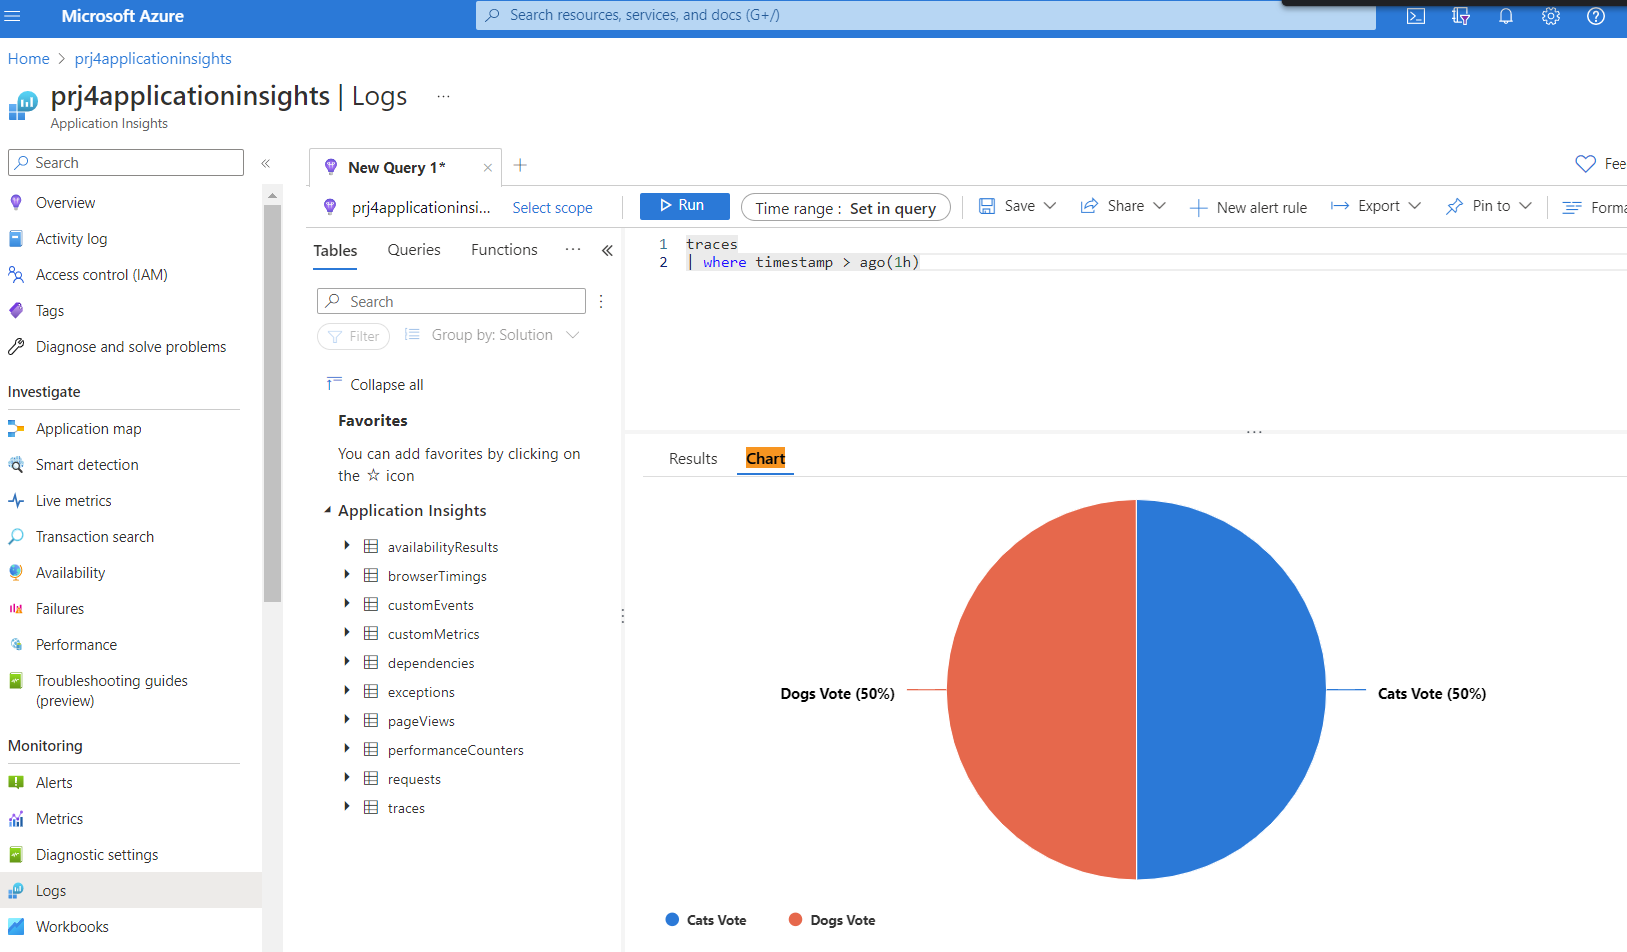 Microsoft Azure
Search resources, services, and docs (G+/)
Home > prj4applicationinsights
prj4applicationinsights | Logs ...
Application Insights
Search
«
Overview
Activity log
Access control (IAM)
Tags
Diagnose and solve problems
Investigate
Application map
Smart detection
Live metrics
Transaction search
Availability
Failures
Performance
Troubleshooting guides
(preview)
Monitoring
Alerts
Metrics
Diagnostic settings
Logs
Workbooks
New Query 1*
Fee
prj4applicationinsi...
Select scope
Run
Time range : Set in query
Save
Share
New alert rule
Export
Pin to
Forma
Tables
Queries
Functions
...
«
Search
Filter
Group by: Solution
Collapse all
Favorites
You can add favorites by clicking on
the ☆ icon
Application Insights
availabilityResults
browserTimings
customEvents
customMetrics
dependencies
exceptions
pageViews
performanceCounters
requests
traces
1 traces
2 | where timestamp > ago(1h)
Results
Chart
Dogs Vote (50%)
Cats Vote (50%)
Cats Vote
Dogs Vote